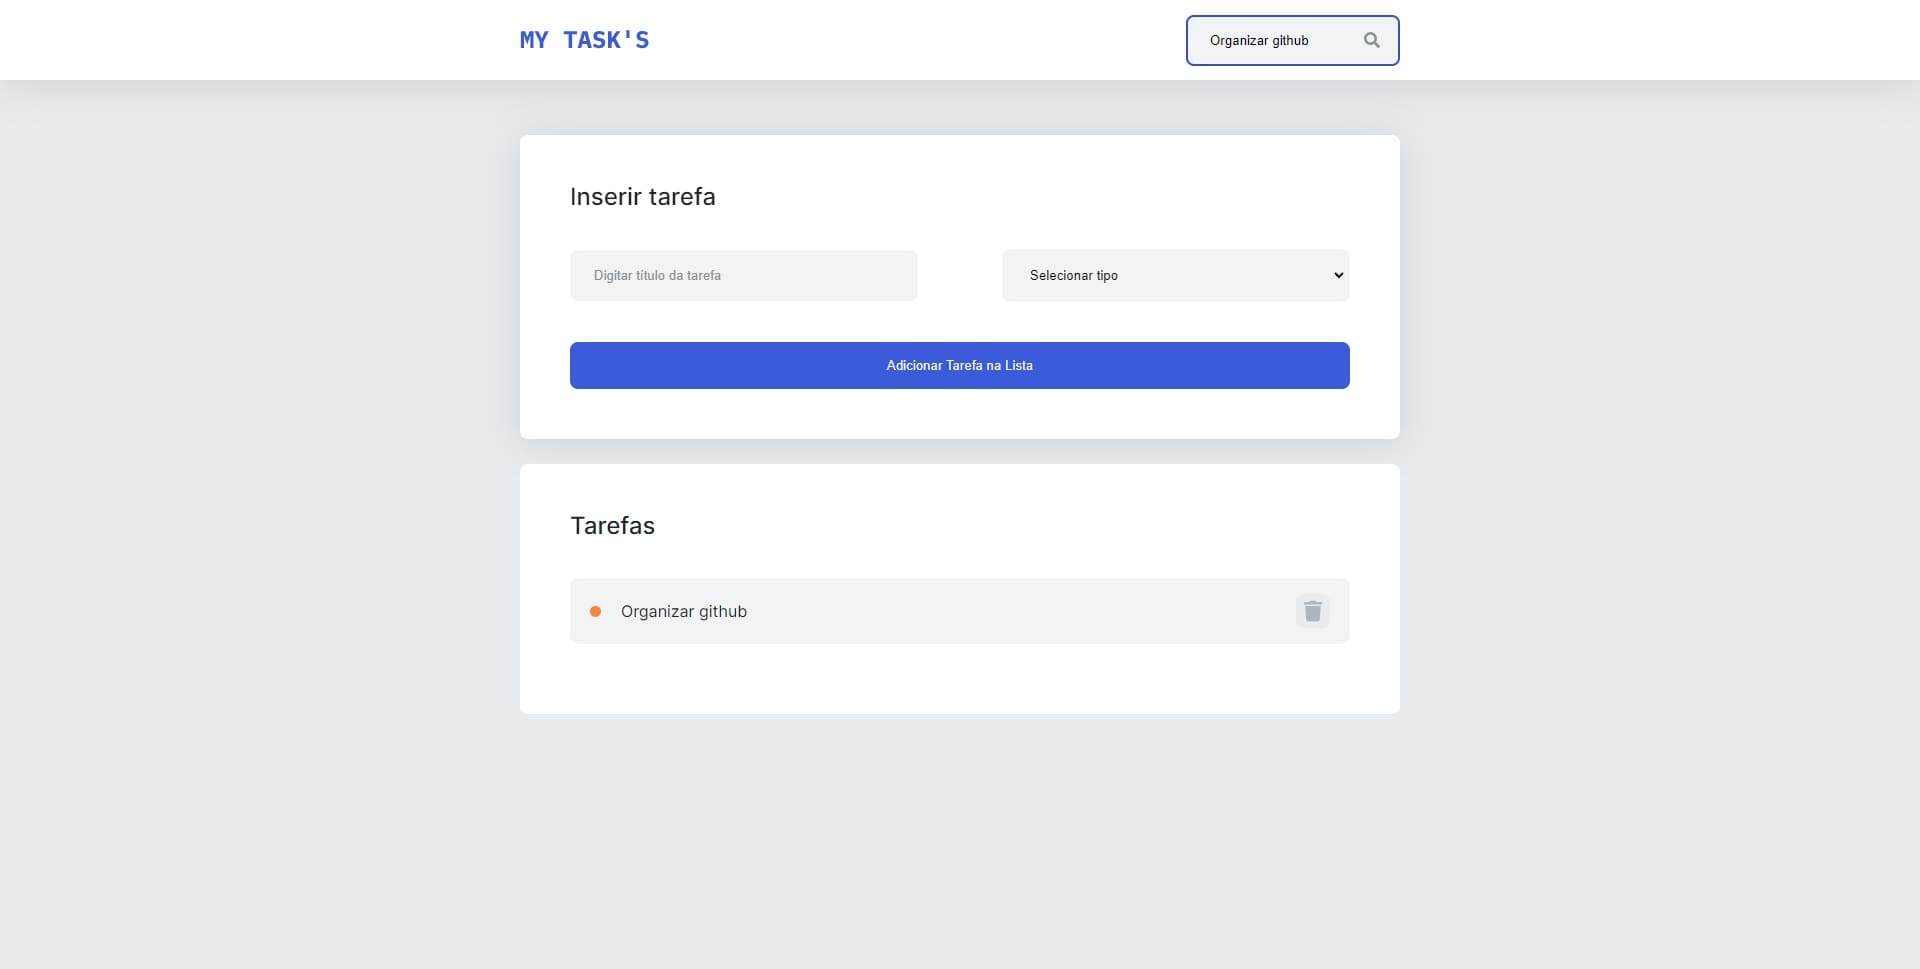 MY TASK'S
Organizar github
Inserir tarefa
Digitar título da tarefa
Selecionar tipo
Adicionar Tarefa na Lista
Tarefas
Organizar github